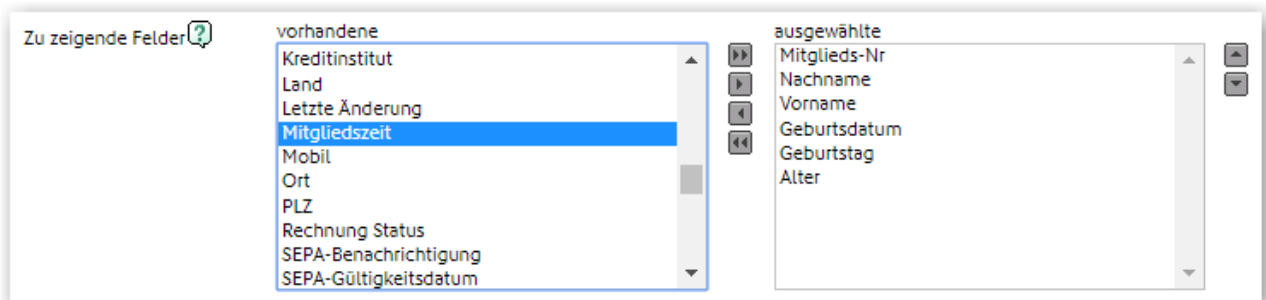 Zu zeigende Felder ?
vorhandene
Kreditinstitut
Land
Letzte Änderung
Mitgliedszeit
Mobil
Ort
PLZ
Rechnung Status
SEPA-Benachrichtigung
SEPA-Gültigkeitsdatum
ausgewählte
Mitglieds-Nr
Nachname
Vorname
Geburtsdatum
Geburtstag
Alter